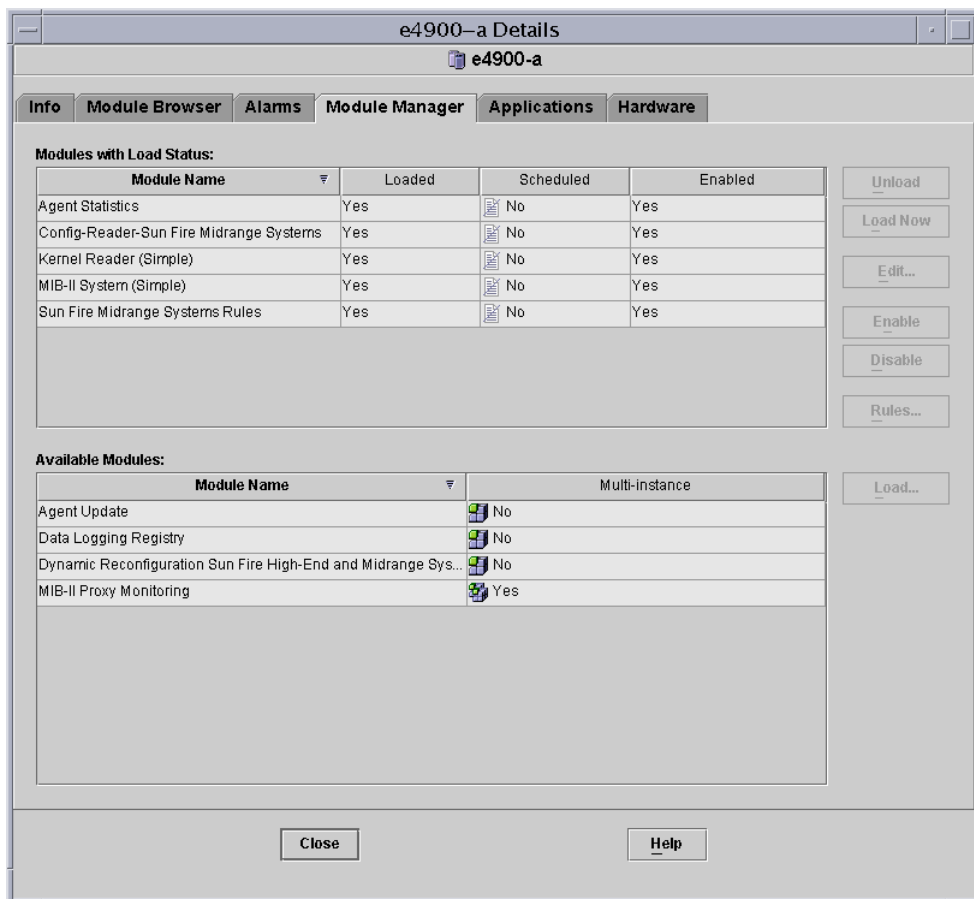 e4900–a Details
e4900-a
Info Module Browser Alarms Module Manager Applications Hardware
Modules with Load Status:
Module Name Loaded Scheduled Enabled
Agent Statistics Yes No Yes
Config-Reader-Sun Fire Midrange Systems Yes No Yes
Kernel Reader (Simple) Yes No Yes
MIB-II System (Simple) Yes No Yes
Sun Fire Midrange Systems Rules Yes No Yes
Unload
Load Now
Edit...
Enable
Disable
Rules...
Available Modules:
Module Name Multi-instance
Agent Update No
Data Logging Registry No
Dynamic Reconfiguration Sun Fire High-End and Midrange Sys... No
MIB-II Proxy Monitoring Yes
Load...
Close Help